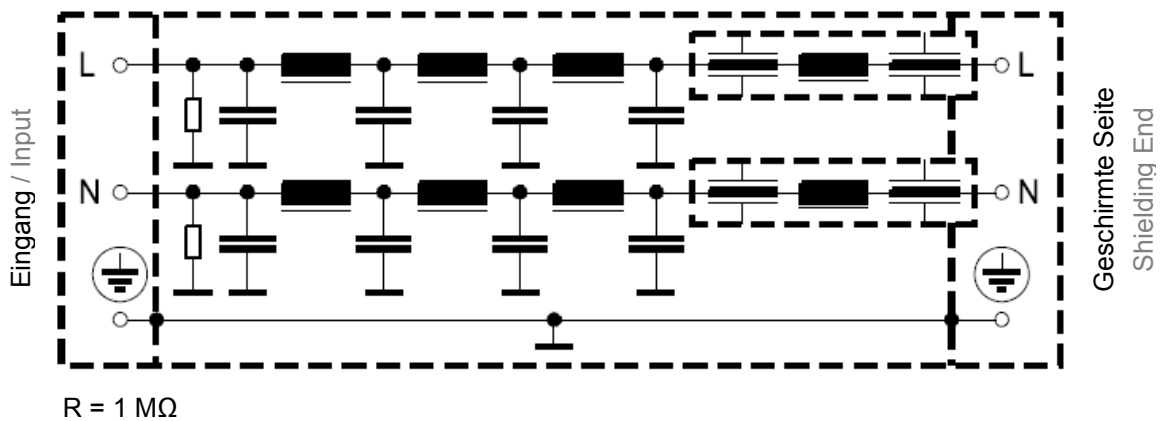 Eingang / Input
L
L
N
N
Geschirmte Seite
Shielding End
R = 1 MΩ